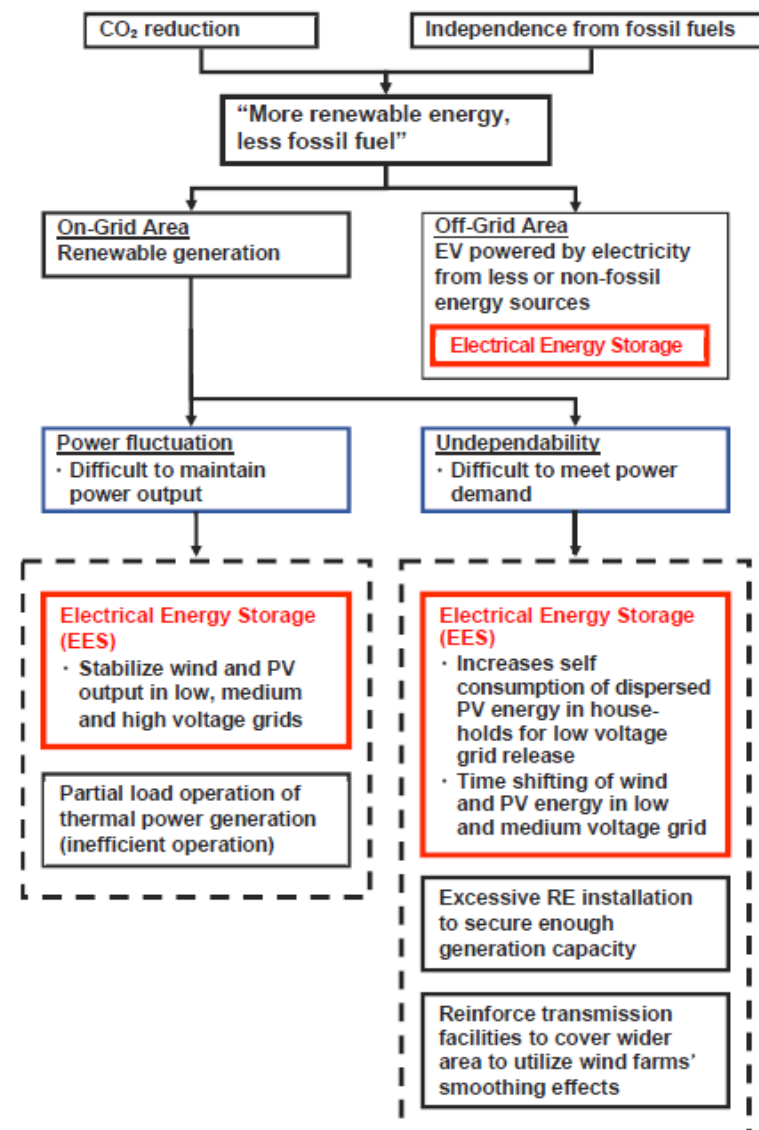 CO₂ reduction
Independence from fossil fuels
“More renewable energy,
less fossil fuel”
On-Grid Area
Renewable generation
Off-Grid Area
EV powered by electricity
from less or non-fossil
energy sources
Electrical Energy Storage
Power fluctuation
· Difficult to maintain
power output
Undependability
· Difficult to meet power
demand
Electrical Energy Storage
(EES)
· Stabilize wind and PV
output in low, medium
and high voltage grids
Partial load operation of
thermal power generation
(inefficient operation)
Electrical Energy Storage
(EES)
· Increases self
consumption of dispersed
PV energy in house-
holds for low voltage
grid release
· Time shifting of wind
and PV energy in low
and medium voltage grid
Excessive RE installation
to secure enough
generation capacity
Reinforce transmission
facilities to cover wider
area to utilize wind farms’
smoothing effects